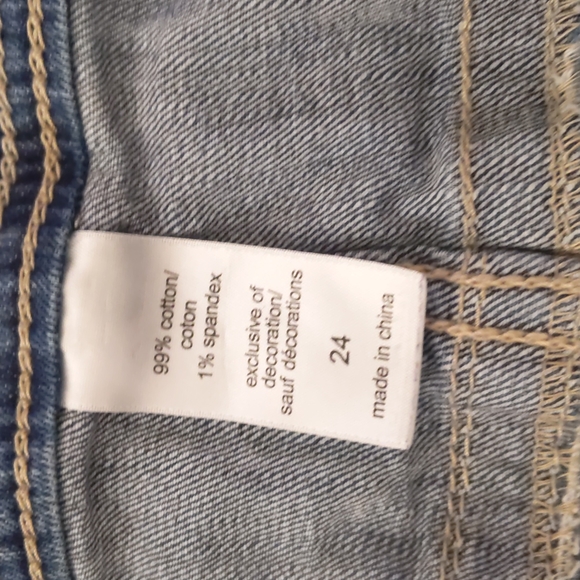 99% cotton/
coton
1% spandex
exclusive of
decoration/
sauf décorations
24
made in china